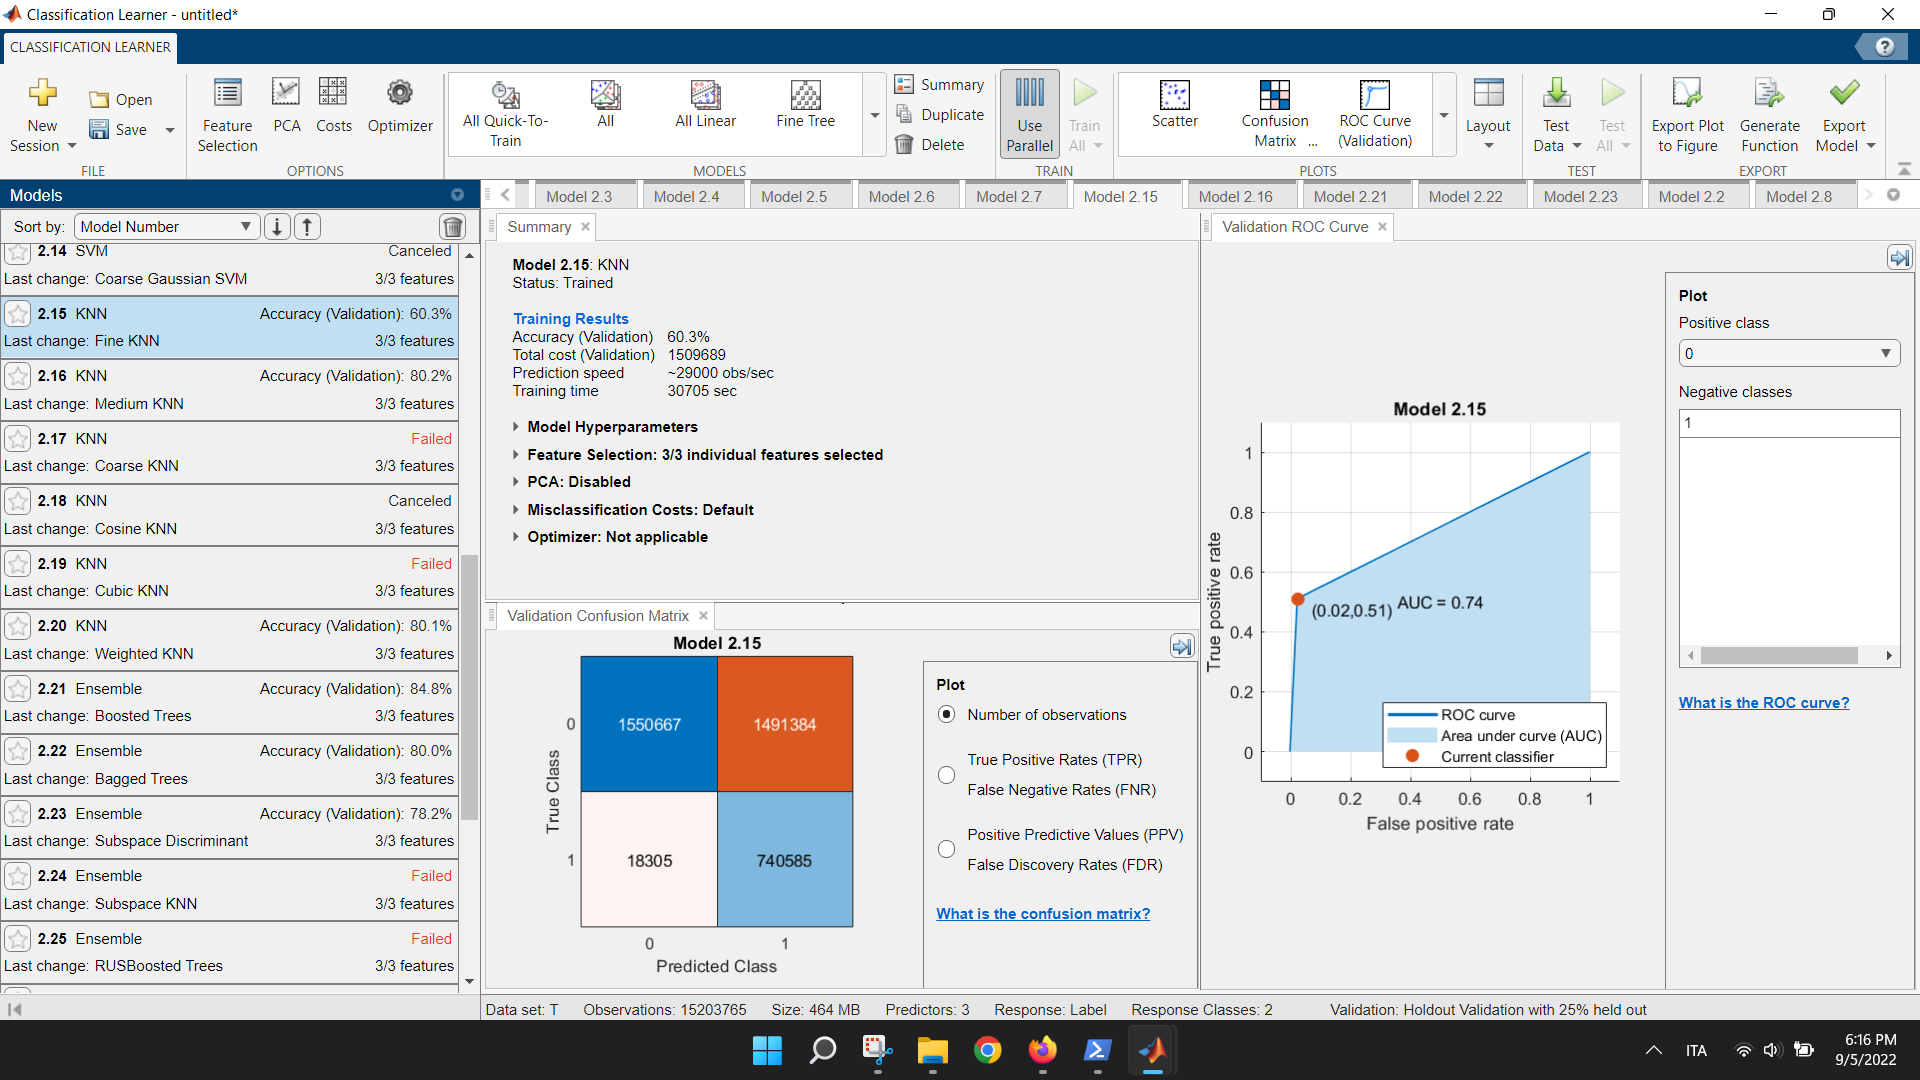 Classification Learner - untitled*
CLASSIFICATION LEARNER
?
New Session
Open
Save
FILE
Feature Selection
PCA
Costs
Optimizer
OPTIONS
All Quick-To-Train
All
All Linear
Fine Tree
Summary
Duplicate
Delete
MODELS
Use Parallel
Train All
TRAIN
Scatter
Confusion Matrix ...
ROC Curve (Validation)
Layout
PLOTS
Test Data
Test All
TEST
Export Plot to Figure
Generate Function
Export Model
EXPORT
Models
Sort by: Model Number
2.14 SVM Canceled
Last change: Coarse Gaussian SVM 3/3 features
2.15 KNN Accuracy (Validation): 60.3%
Last change: Fine KNN 3/3 features
2.16 KNN Accuracy (Validation): 80.2%
Last change: Medium KNN 3/3 features
2.17 KNN Failed
Last change: Coarse KNN 3/3 features
2.18 KNN Canceled
Last change: Cosine KNN 3/3 features
2.19 KNN Failed
Last change: Cubic KNN 3/3 features
2.20 KNN Accuracy (Validation): 80.1%
Last change: Weighted KNN 3/3 features
2.21 Ensemble Accuracy (Validation): 84.8%
Last change: Boosted Trees 3/3 features
2.22 Ensemble Accuracy (Validation): 80.0%
Last change: Bagged Trees 3/3 features
2.23 Ensemble Accuracy (Validation): 78.2%
Last change: Subspace Discriminant 3/3 features
2.24 Ensemble Failed
Last change: Subspace KNN 3/3 features
2.25 Ensemble Failed
Last change: RUSBoosted Trees 3/3 features
Model 2.3
Model 2.4
Model 2.5
Model 2.6
Model 2.7
Model 2.15
Model 2.16
Model 2.21
Model 2.22
Model 2.23
Model 2.2
Model 2.8
Summary
Model 2.15: KNN
Status: Trained
Training Results
Accuracy (Validation) 60.3%
Total cost (Validation) 1509689
Prediction speed ~29000 obs/sec
Training time 30705 sec
Model Hyperparameters
Feature Selection: 3/3 individual features selected
PCA: Disabled
Misclassification Costs: Default
Optimizer: Not applicable
Validation Confusion Matrix
Model 2.15
True Class
0 1550667 1491384
1 18305 740585
0 1
Predicted Class
Plot
Number of observations
True Positive Rates (TPR)
False Negative Rates (FNR)
Positive Predictive Values (PPV)
False Discovery Rates (FDR)
What is the confusion matrix?
Validation ROC Curve
Model 2.15
True positive rate
1
0.8
0.6
0.4
0.2
0
(0.02,0.51)
AUC = 0.74
ROC curve
Area under curve (AUC)
Current classifier
0 0.2 0.4 0.6 0.8 1
False positive rate
Plot
Positive class
0
Negative classes
1
What is the ROC curve?
Data set: T Observations: 15203765 Size: 464 MB Predictors: 3 Response: Label Response Classes: 2 Validation: Holdout Validation with 25% held out
ITA
6:16 PM
9/5/2022